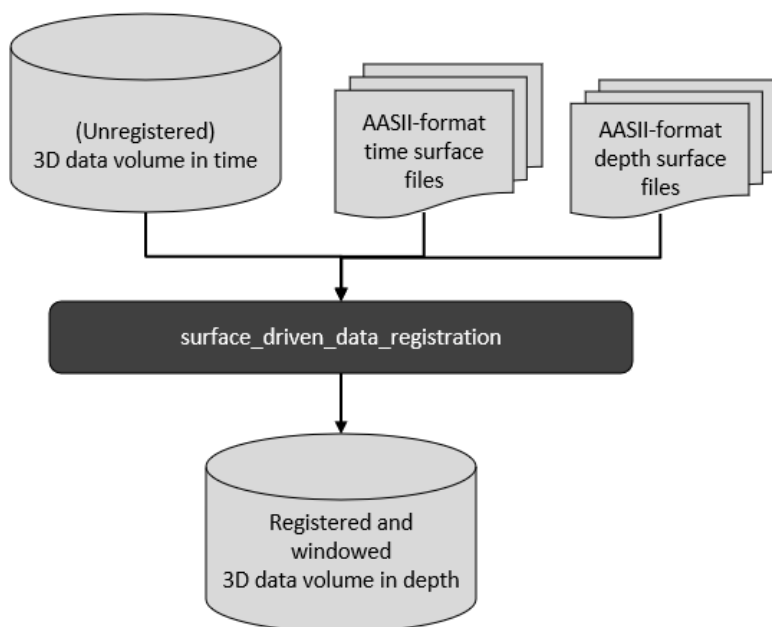 (Unregistered)
3D data volume in time
AASII-format
time surface
files
AASII-format
depth surface
files
surface_driven_data_registration
Registered and
windowed
3D data volume in depth